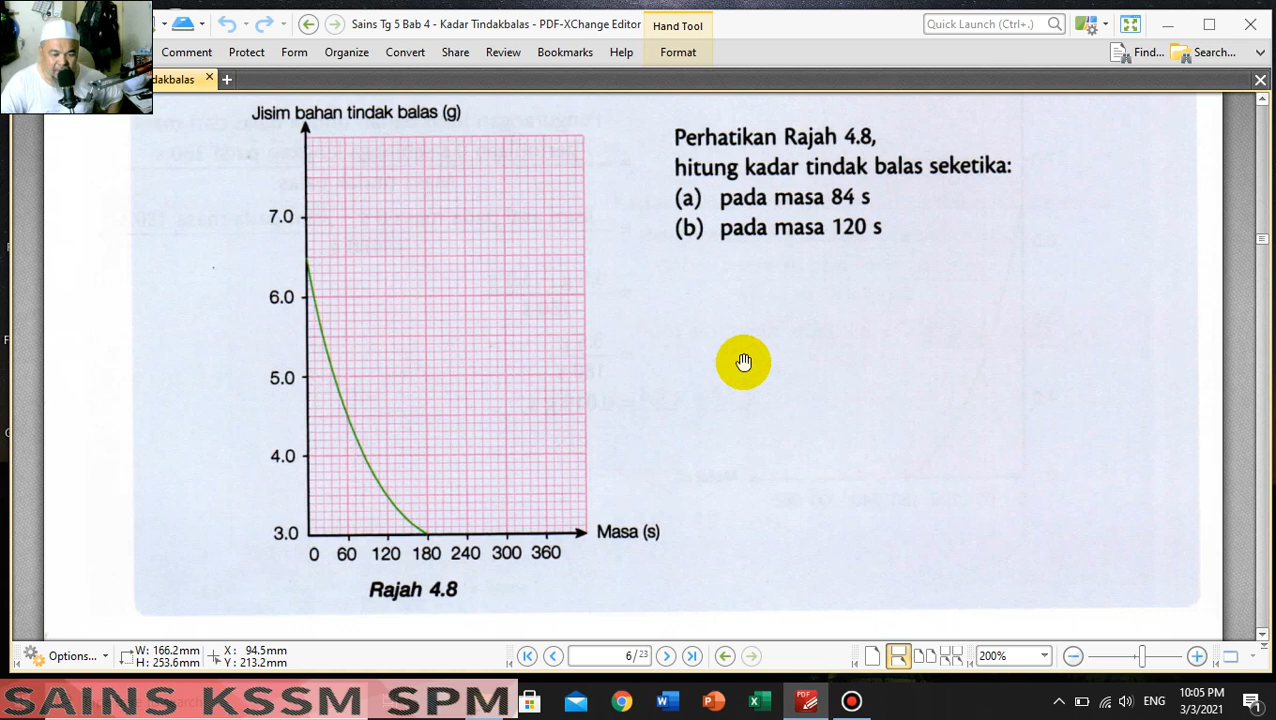 Sains Tg 5 Bab 4 - Kadar Tindakbalas - PDF-XChange Editor
Hand Tool
Quick Launch (Ctrl+.)
Comment Protect Form Organize Convert Share Review Bookmarks Help Format Find... Search...
dakbalas
Jisim bahan tindak balas (g)
7.0
6.0
5.0
4.0
3.0
0 60 120 180 240 300 360
Masa (s)
Rajah 4.8
Perhatikan Rajah 4.8,
hitung kadar tindak balas seketika:
(a) pada masa 84 s
(b) pada masa 120 s
Options...
W: 166.2mm
H: 253.6mm
X: 94.5mm
Y: 213.2mm
6 / 23
200%
SAINS KSSM SPM
ENG
10:05 PM
3/3/2021